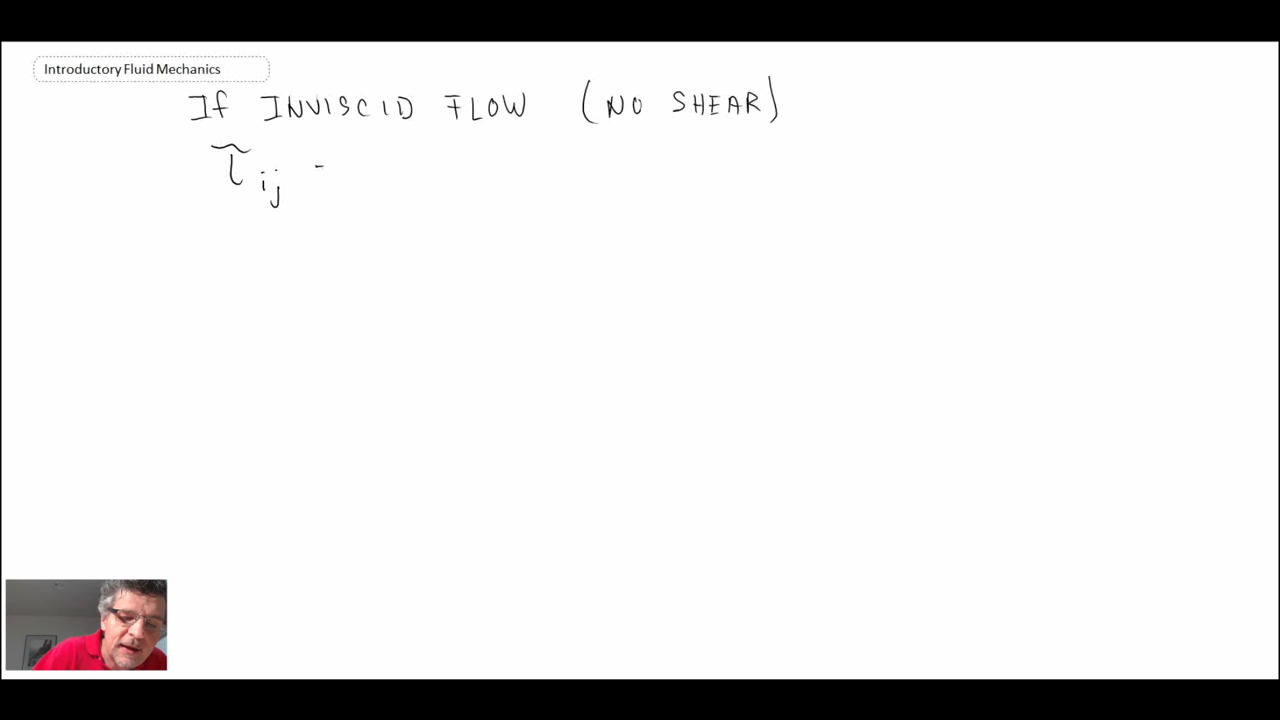 Introductory Fluid Mechanics
If INVISCID FLOW (NO SHEAR)
τij -